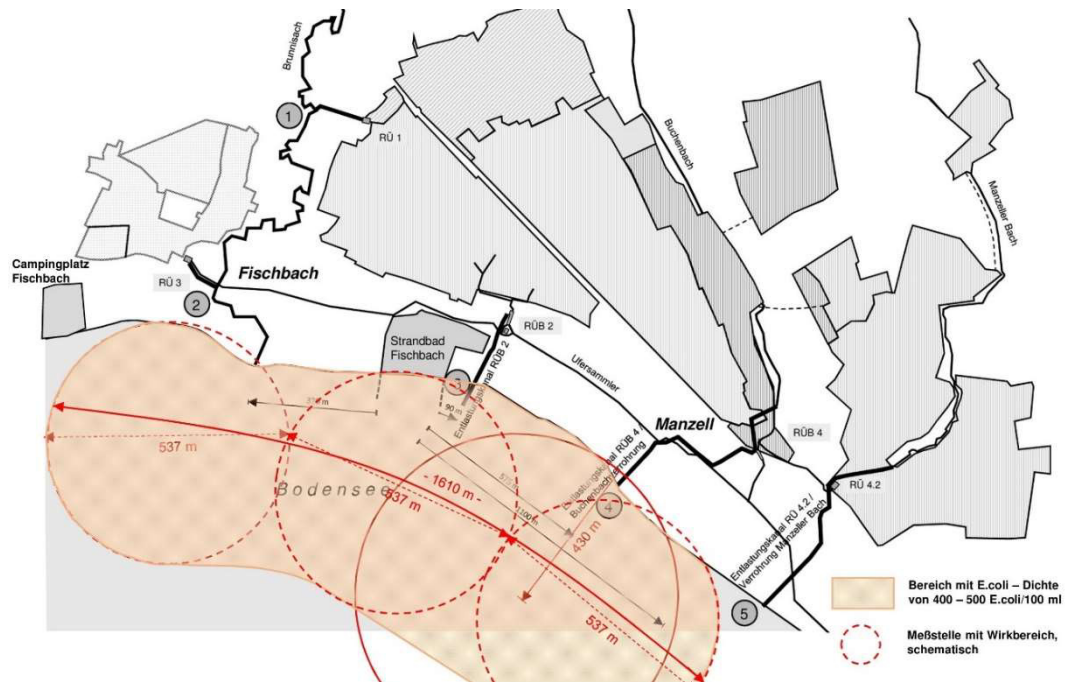 Brunnisach
1
RÜ 1
Buchenbach
Manzeller Bach
Campingplatz
Fischbach
RÜ 3
Fischbach
2
Strandbad
Fischbach
RÜB 2
3
Entlastungskanal RÜB 2
90 m
Ufersammler
Manzell
RÜB 4
Entlastungskanal RÜB 4 /
Buchenbachverrohrung
RÜ 4.2
Entlastungskanal RÜ 4.2 /
Verrohrung Manzeller Bach
537 m
Bodensee
- 1610 m -
537 m
1100 m
4
430 m
537 m
5
Bereich mit E.coli – Dichte
von 400 – 500 E.coli/100 ml
Meßstelle mit Wirkbereich,
schematisch